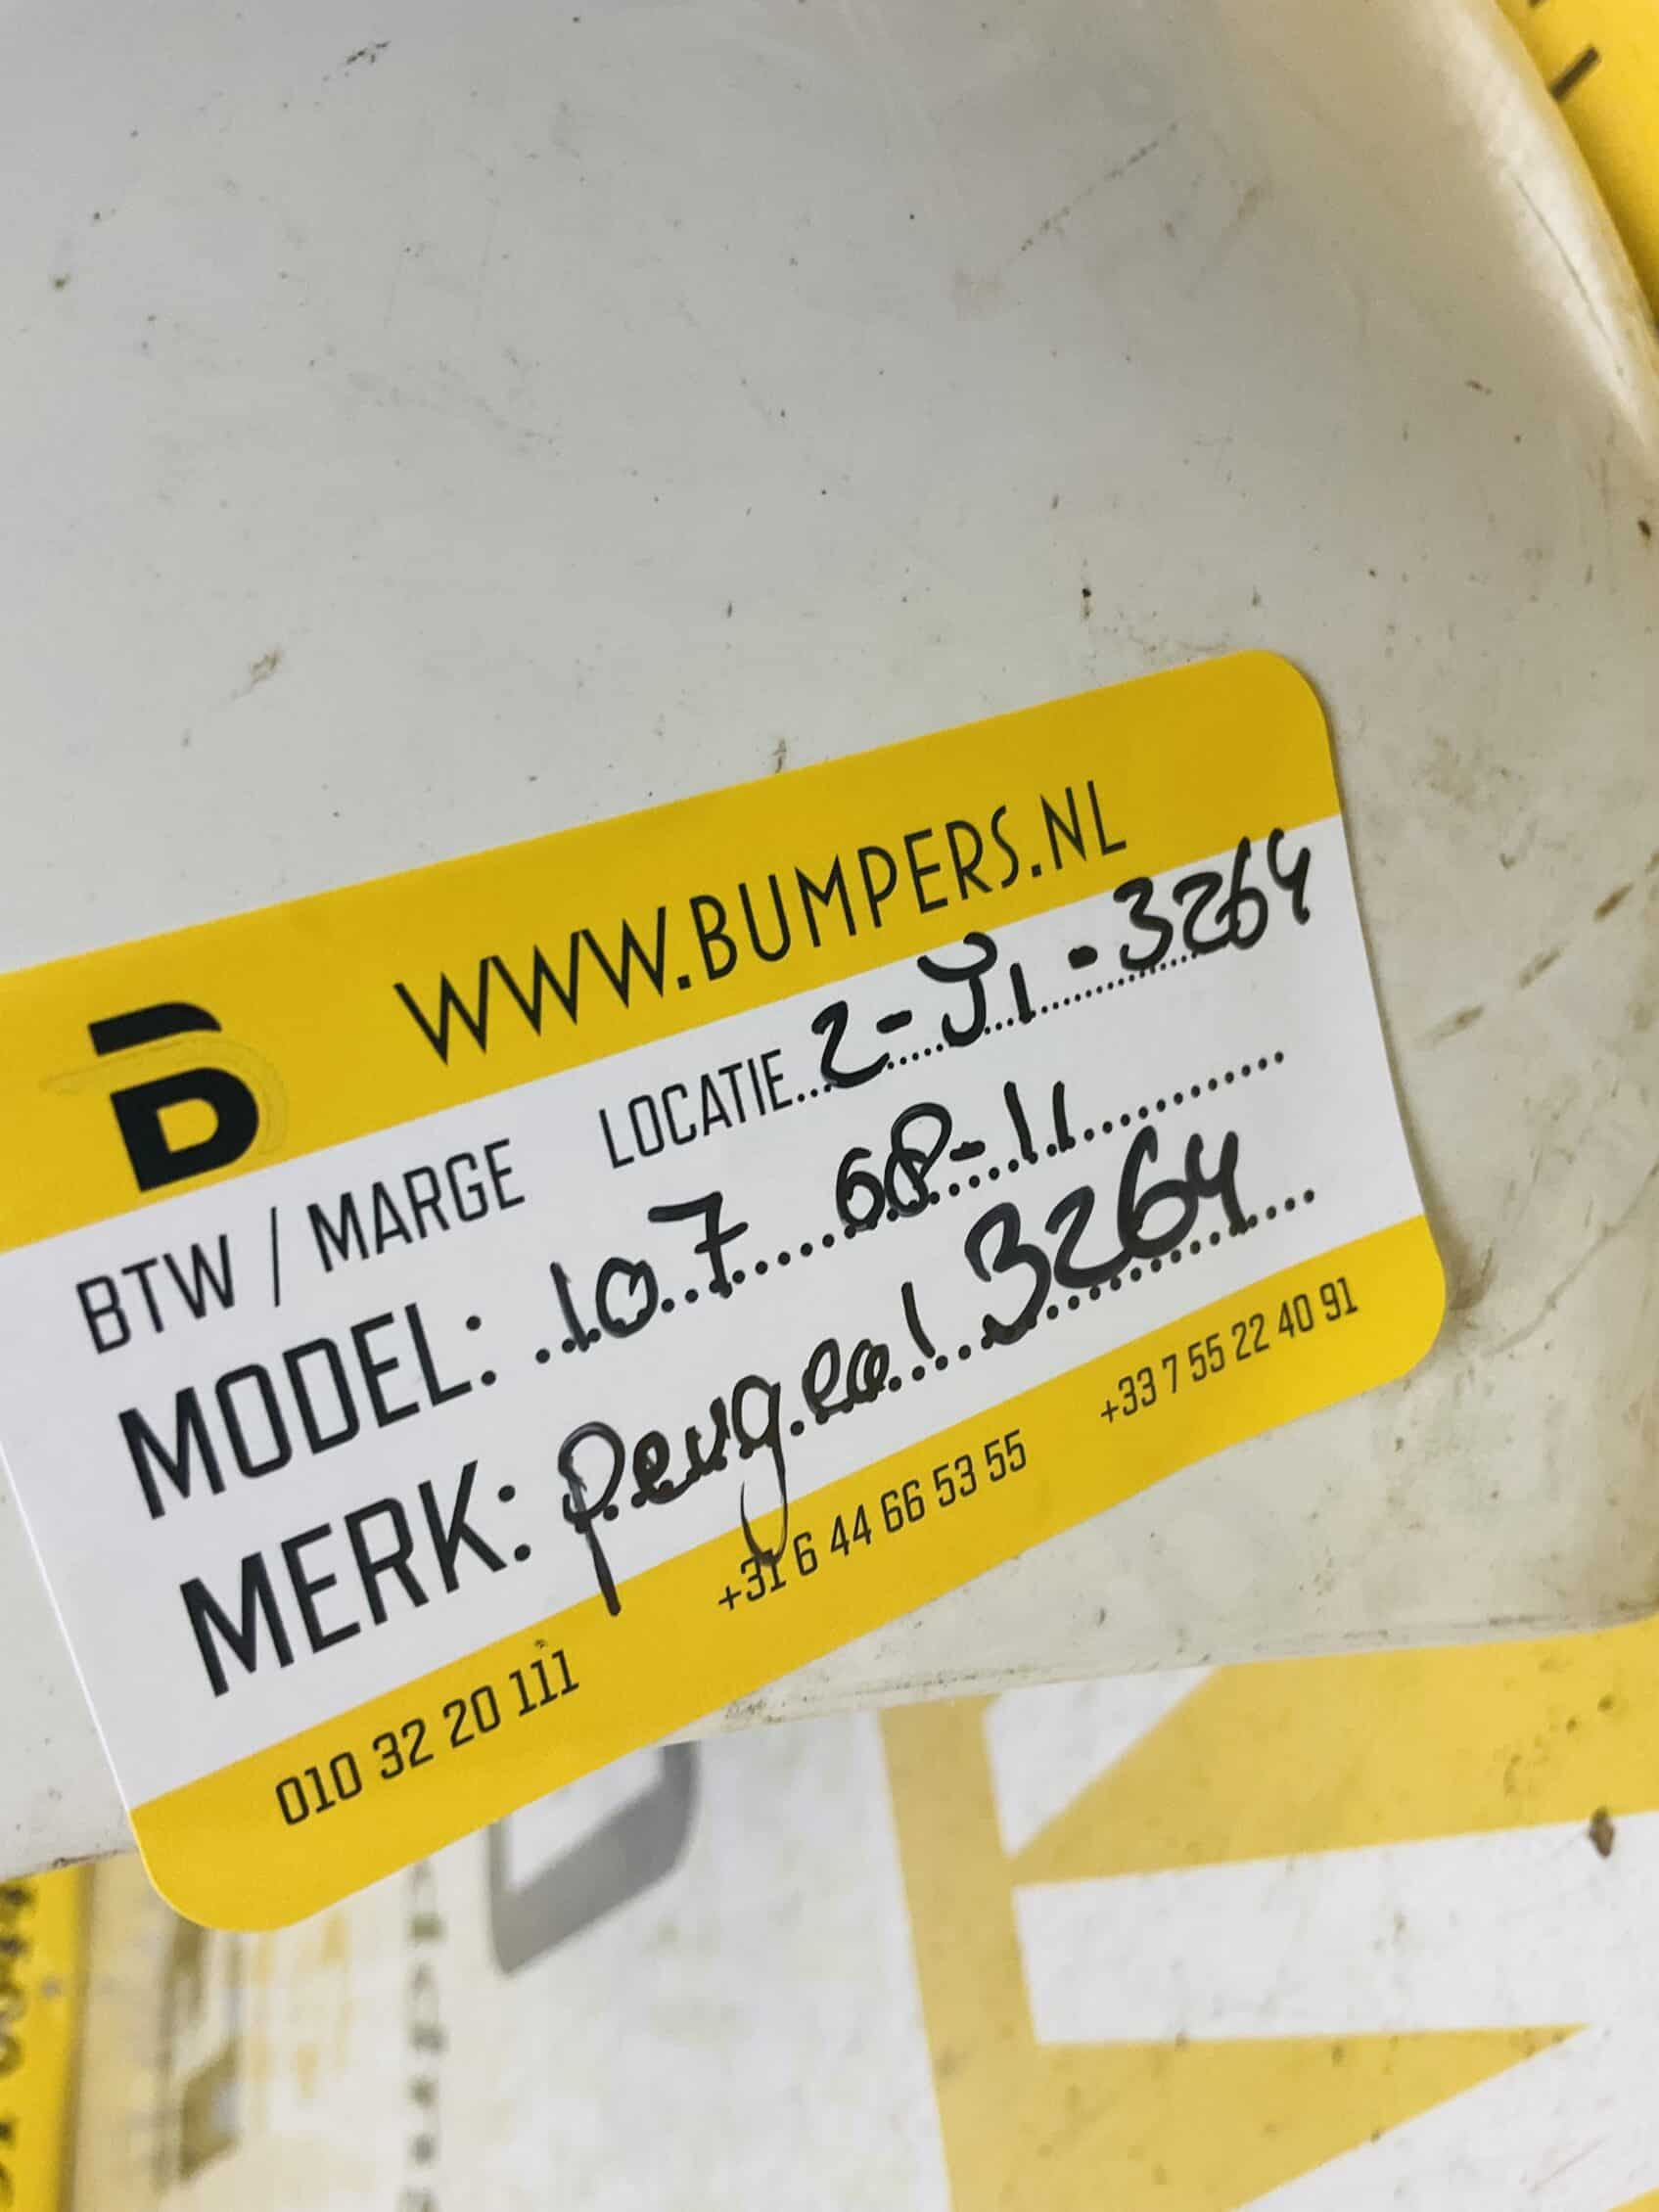 WWW.BUMPERS.NL
BTW / MARGE LOCATIE...2-J1-3264
MODEL: 107 08-11
MERK: peugeot 3264
010 32 20 111 +31 6 44 66 53 55 +33 7 55 22 40 91